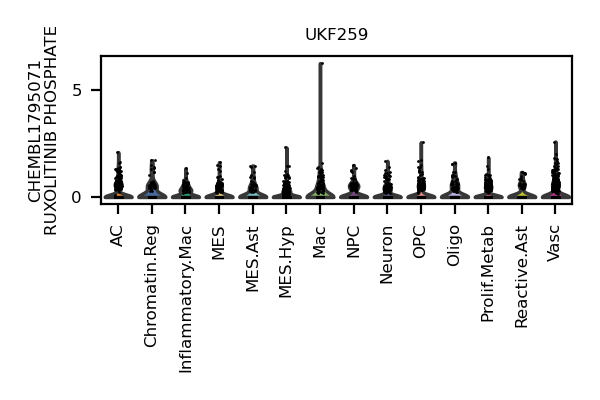 UKF259
CHEMBL1795071
RUXOLITINIB PHOSPHATE
5
0
AC
Chromatin.Reg
Inflammatory.Mac
MES
MES.Ast
MES.Hyp
Mac
NPC
Neuron
OPC
Oligo
Prolif.Metab
Reactive.Ast
Vasc